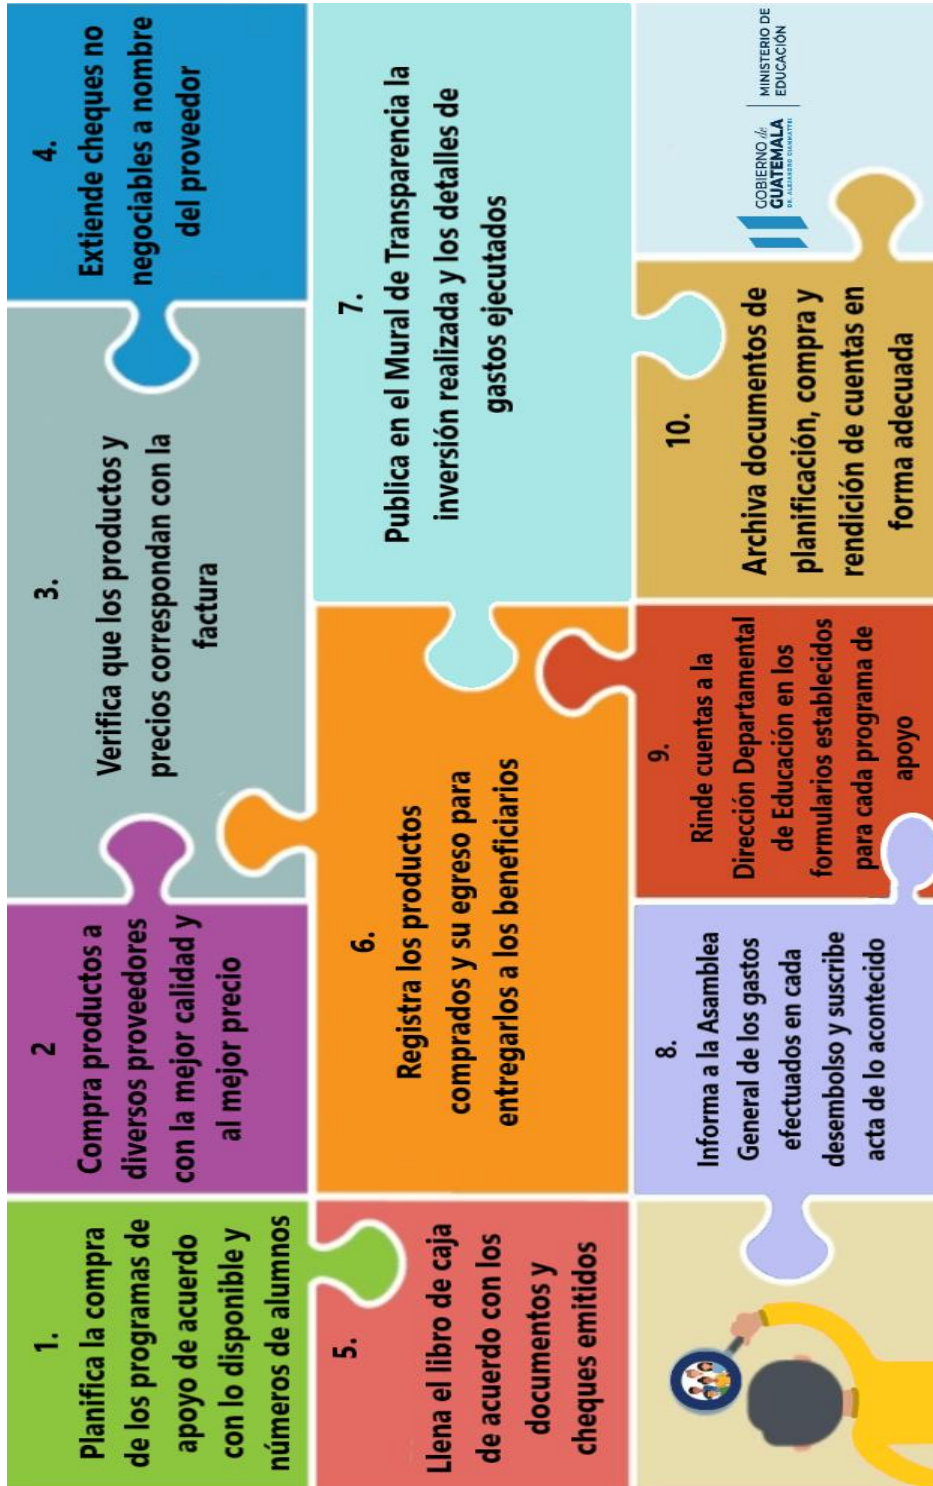 1.
Planifica la compra
de los programas de
apoyo de acuerdo
con lo disponible y
números de alumnos
2
Compra productos a
diversos proveedores
con la mejor calidad y
al mejor precio
3.
Verifica que los productos y
precios correspondan con la
factura
4.
Extiende cheques no
negociables a nombre
del proveedor
5.
Llena el libro de caja
de acuerdo con los
documentos y
cheques emitidos
6.
Registra los productos
comprados y su egreso para
entregarlos a los beneficiarios
7.
Publica en el Mural de Transparencia la
inversión realizada y los detalles de
gastos ejecutados
8.
Informa a la Asamblea
General de los gastos
efectuados en cada
desembolso y suscribe
acta de lo acontecido
9.
Rinde cuentas a la
Dirección Departamental
de Educación en los
formularios establecidos
para cada programa de
apoyo
10.
Archiva documentos de
planificación, compra y
rendición de cuentas en
forma adecuada
GOBIERNO de
GUATEMALA
DR. ALEJANDRO GIAMMATTEI
MINISTERIO DE
EDUCACIÓN